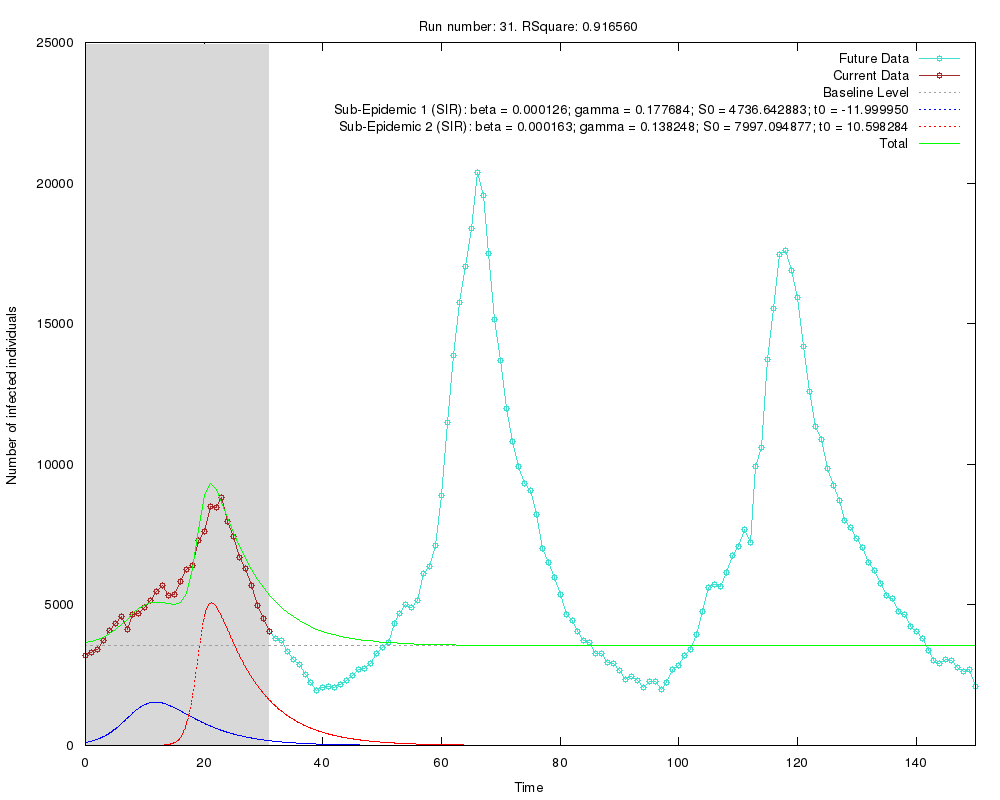 Run number: 31. RSquare: 0.916560
25000
20000
15000
10000
5000
0
Number of infected individuals
Future Data
Current Data
Baseline Level
Sub-Epidemic 1 (SIR): beta = 0.000126; gamma = 0.177684; S0 = 4736.642883; t0 = -11.999950
Sub-Epidemic 2 (SIR): beta = 0.000163; gamma = 0.138248; S0 = 7997.094877; t0 = 10.598284
Total
0 20 40 60 80 100 120 140
Time